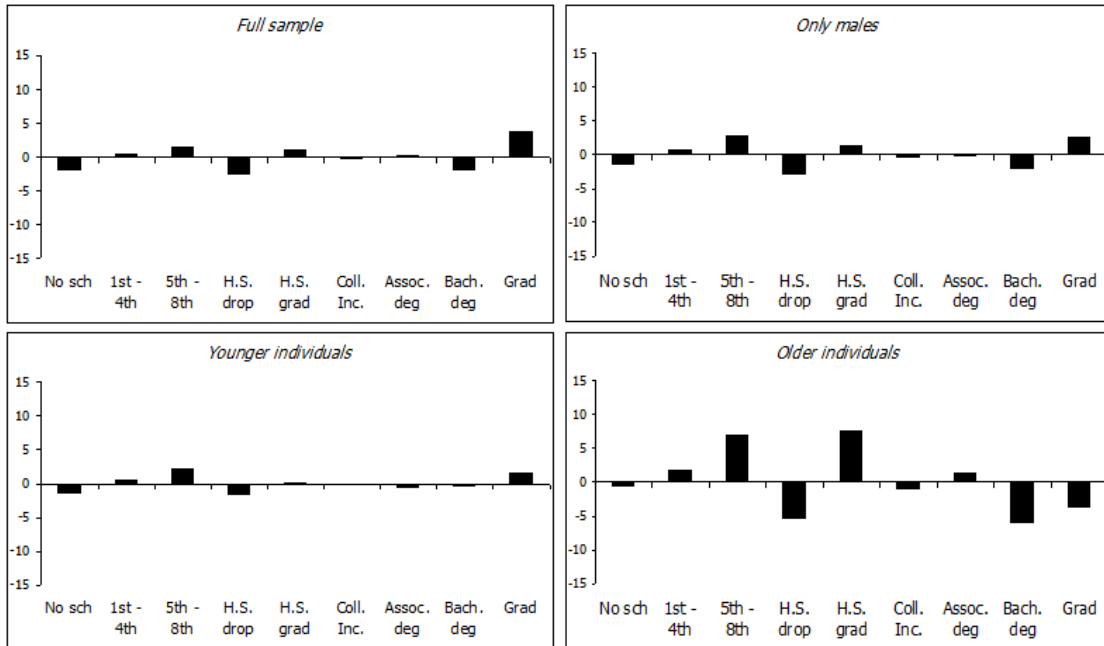 Full sample
15
10
5
0
-5
-10
-15
No sch 1st - 5th - H.S. H.S. Coll. Assoc. Bach. Grad
4th 8th drop grad Inc. deg deg
Only males
15
10
5
0
-5
-10
-15
No sch 1st - 5th - H.S. H.S. Coll. Assoc. Bach. Grad
4th 8th drop grad Inc. deg deg
Younger individuals
15
10
5
0
-5
-10
-15
No sch 1st - 5th - H.S. H.S. Coll. Assoc. Bach. Grad
4th 8th drop grad Inc. deg deg
Older individuals
15
10
5
0
-5
-10
-15
No sch 1st - 5th - H.S. H.S. Coll. Assoc. Bach. Grad
4th 8th drop grad Inc. deg deg